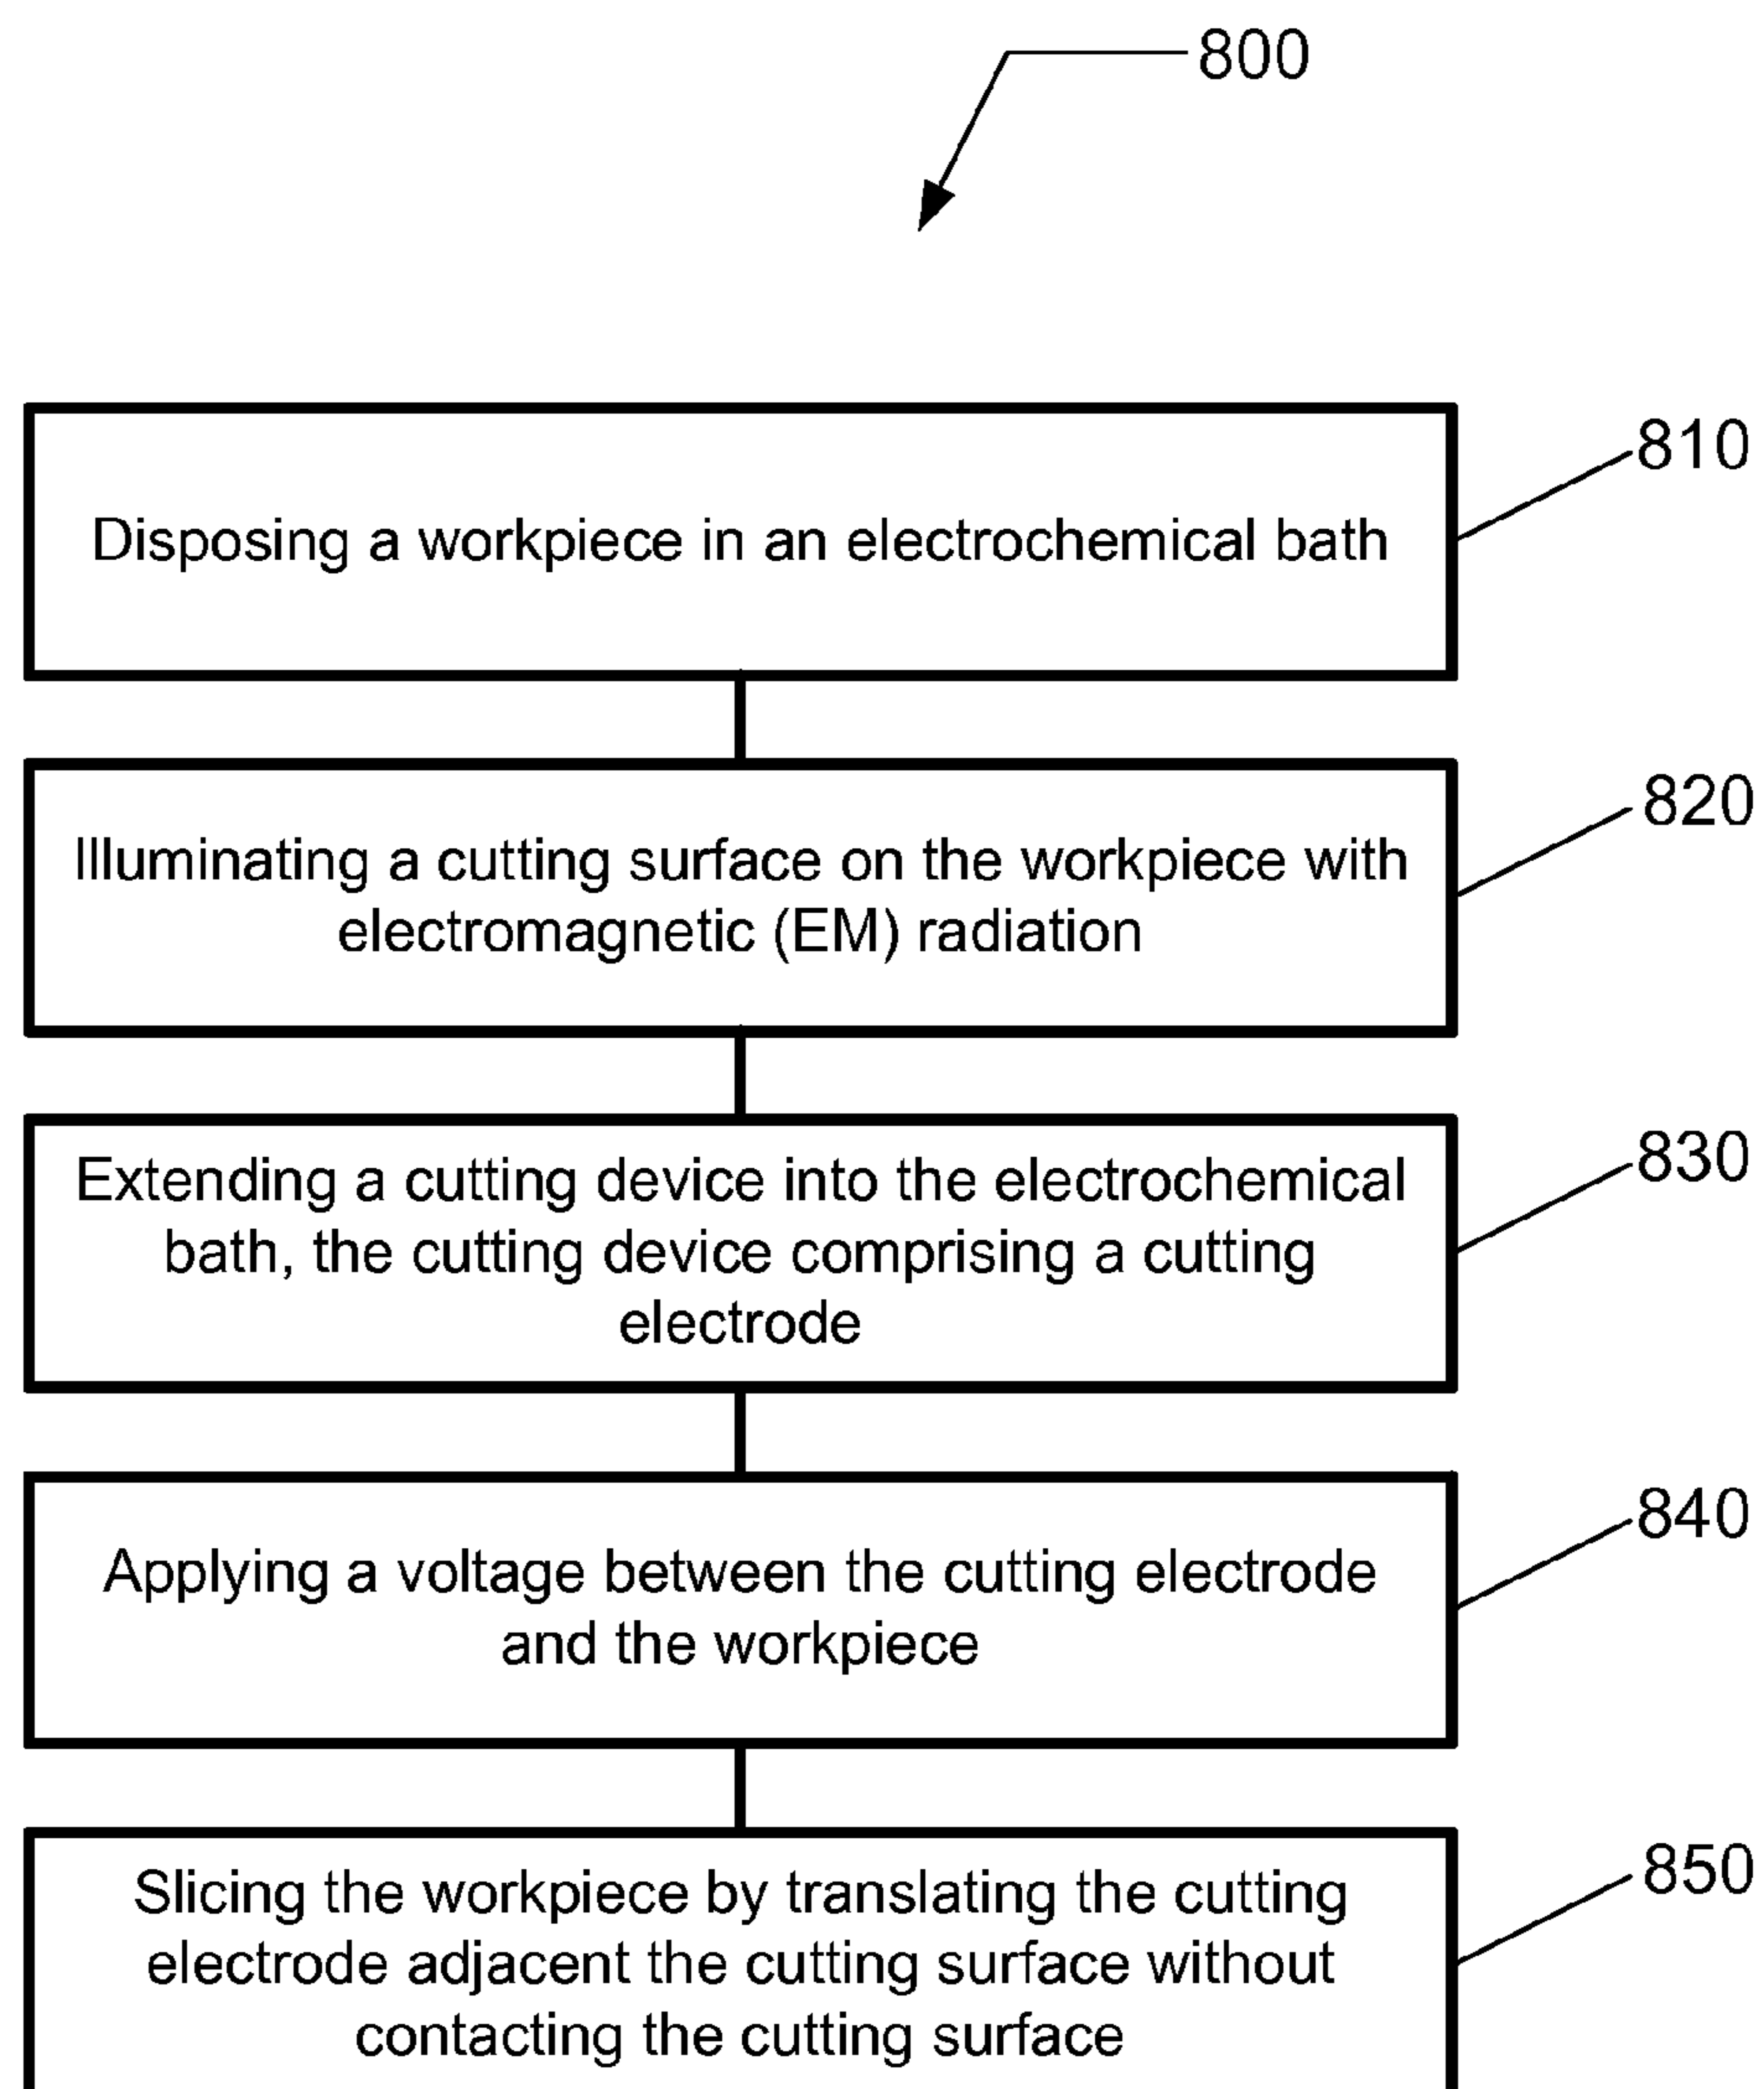 800
810
Disposing a workpiece in an electrochemical bath
820
Illuminating a cutting surface on the workpiece with
electromagnetic (EM) radiation
830
Extending a cutting device into the electrochemical
bath, the cutting device comprising a cutting
electrode
840
Applying a voltage between the cutting electrode
and the workpiece
850
Slicing the workpiece by translating the cutting
electrode adjacent the cutting surface without
contacting the cutting surface